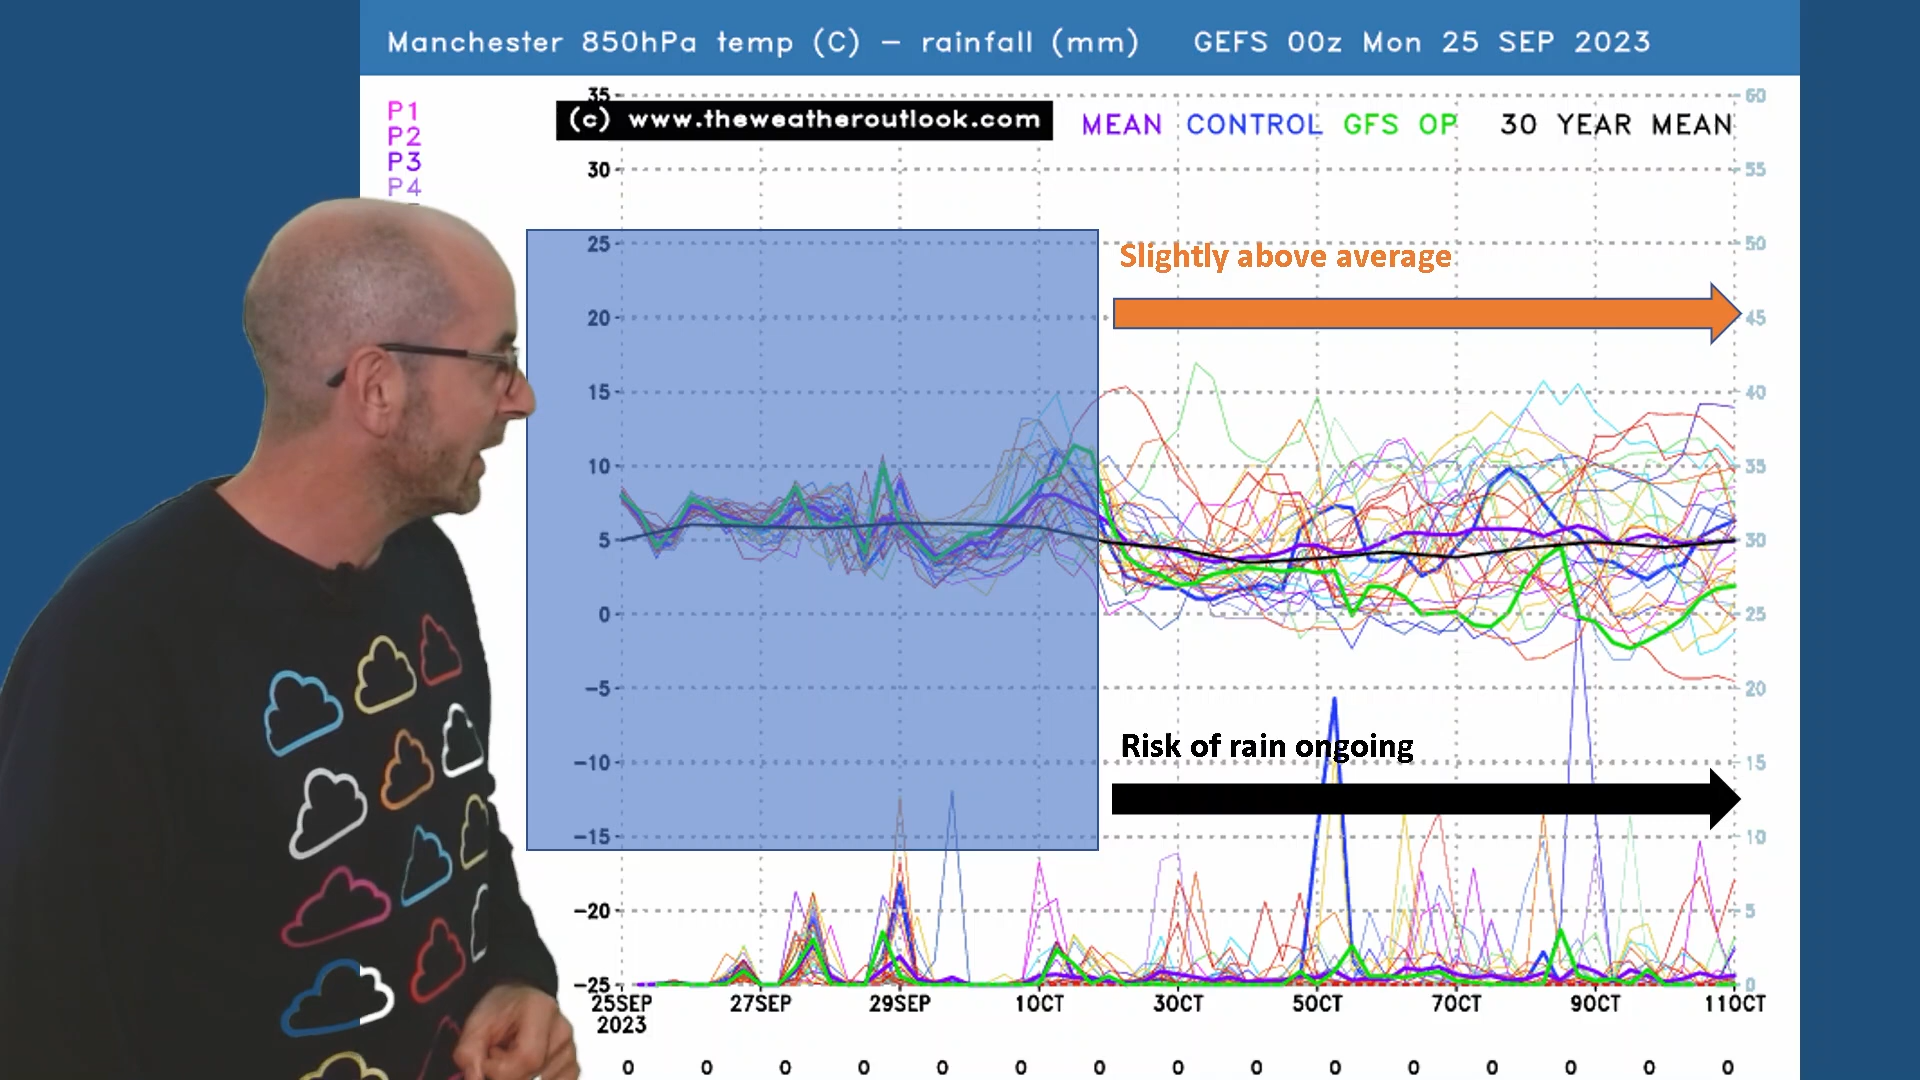 Manchester 850hPa temp (C) – rainfall (mm) GEFS 00z Mon 25 SEP 2023
P1
P2
P3
P4
(c) www.theweatheroutlook.com
MEAN CONTROL GFS OP 30 YEAR MEAN
35
30
25
20
15
10
5
0
−5
−10
−15
−20
−25
60
55
50
45
40
35
30
25
20
15
10
5
0
Slightly above average
Risk of rain ongoing
25SEP 27SEP 29SEP 1OCT 3OCT 5OCT 7OCT 9OCT 11OCT
2023
0 0 0 0 0 0 0 0 0 0 0 0 0 0 0